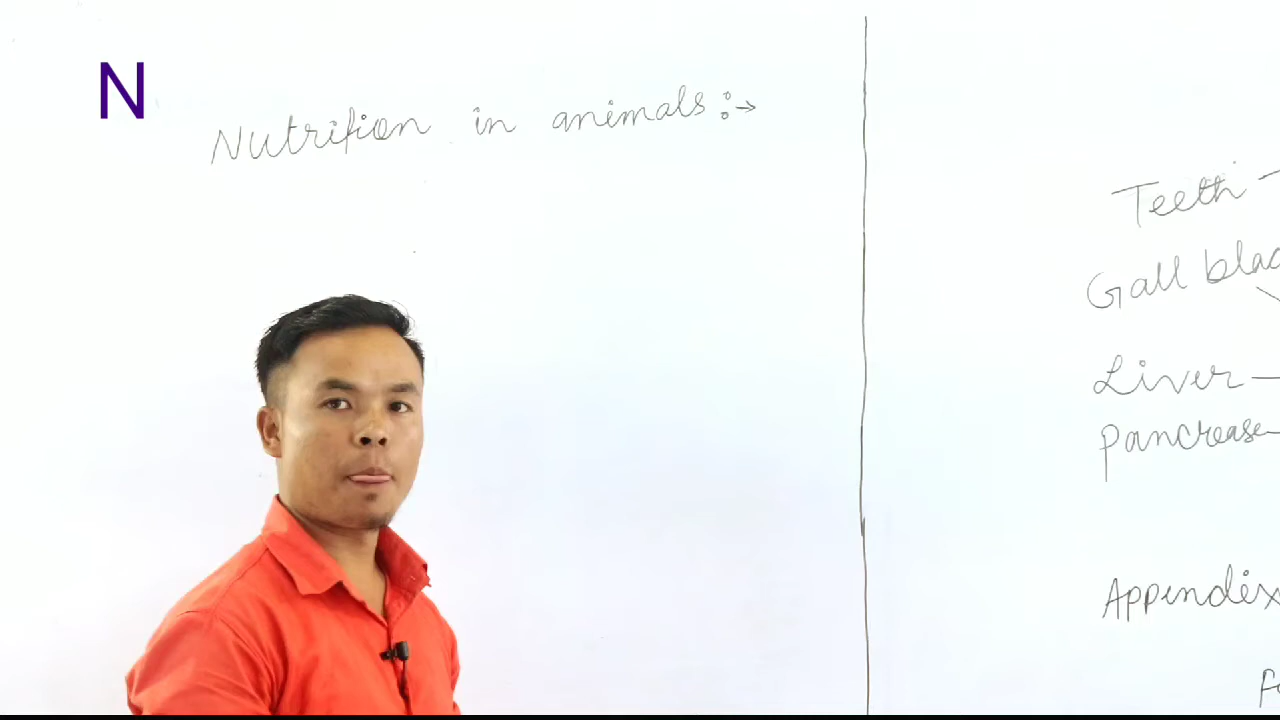 N
Nutrition in animals :→
Teeth -
Gall blad
Liver -
Pancrease-
Appendix